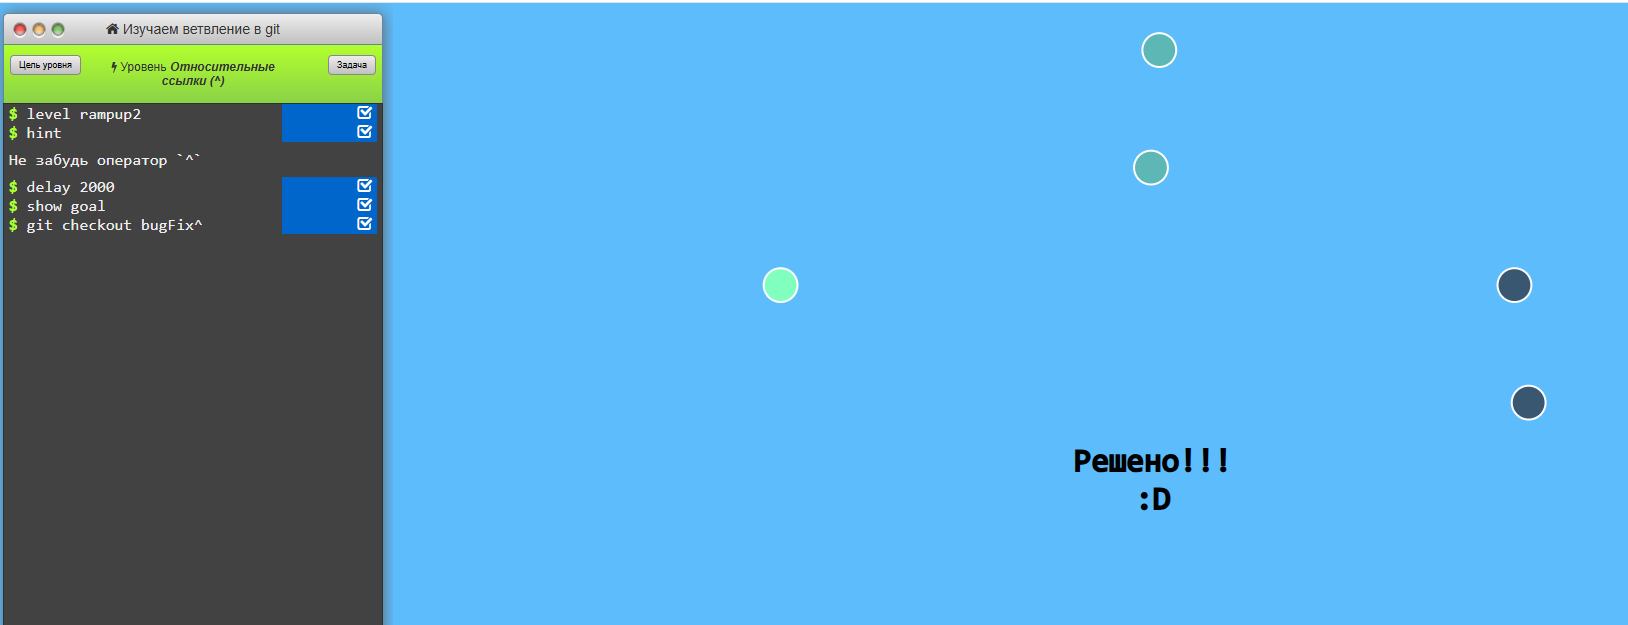 Изучаем ветвление в git
Цель уровня
Уровень Относительные
ссылки (^)
Задача
$ level rampup2
$ hint
Не забудь оператор `^`
$ delay 2000
$ show goal
$ git checkout bugFix^
Решено!!!
:D